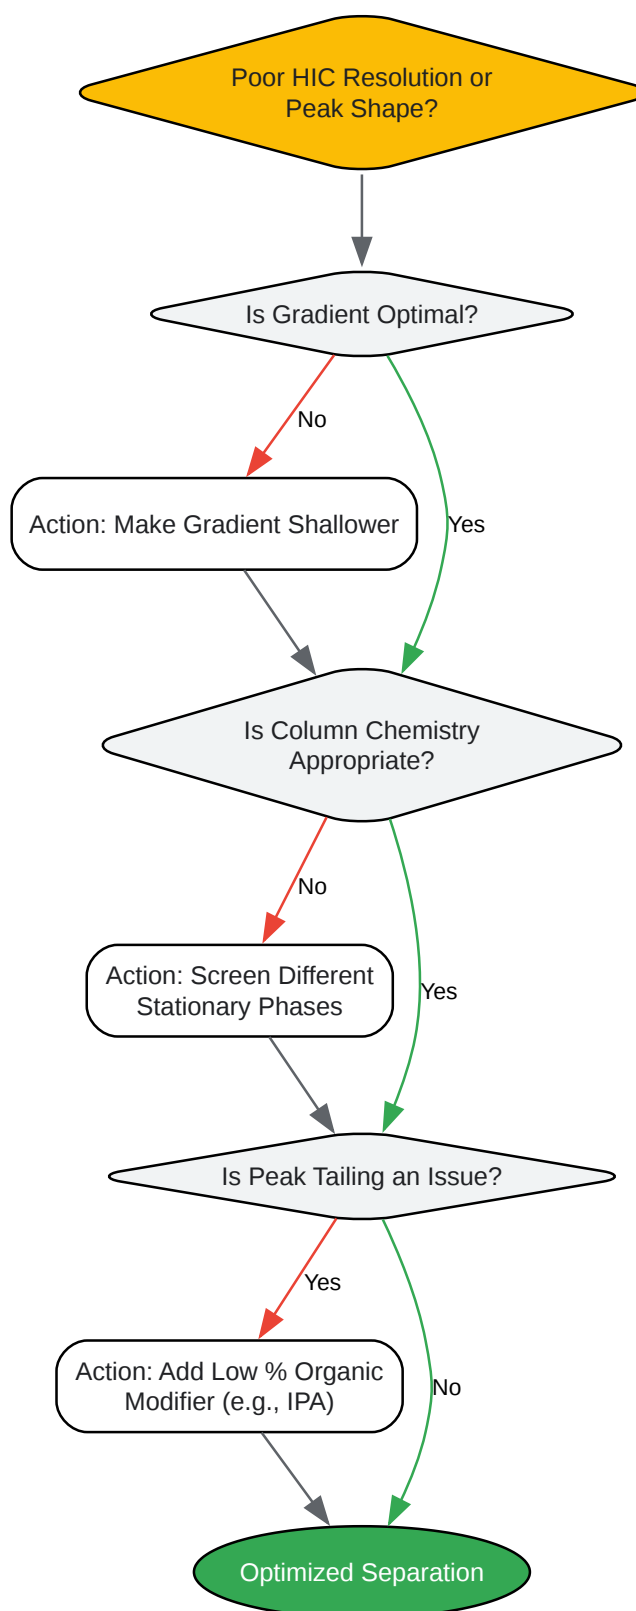 Poor HIC Resolution or
Peak Shape?
Is Gradient Optimal?
No
Action: Make Gradient Shallower
Yes
Is Column Chemistry
Appropriate?
No
Action: Screen Different
Stationary Phases
Yes
Is Peak Tailing an Issue?
Yes
Action: Add Low % Organic
Modifier (e.g., IPA)
No
Optimized Separation